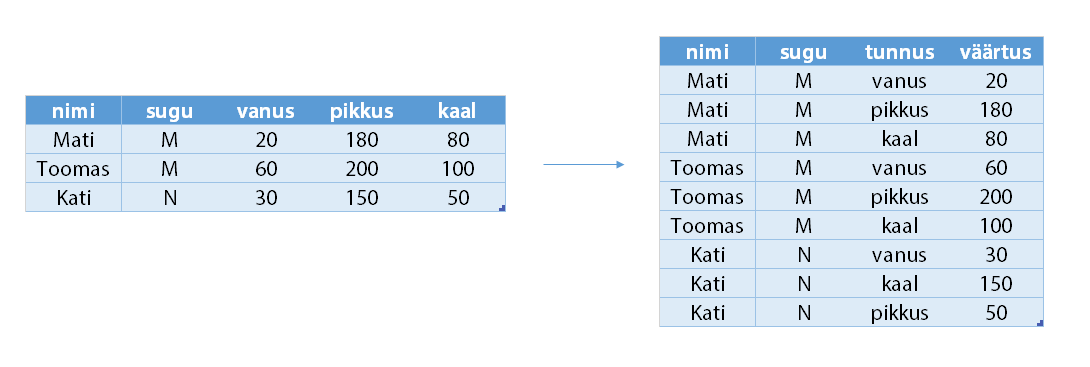 nimi sugu vanus pikkus kaal
Mati M 20 180 80
Toomas M 60 200 100
Kati N 30 150 50
nimi sugu tunnus väärtus
Mati M vanus 20
Mati M pikkus 180
Mati M kaal 80
Toomas M vanus 60
Toomas M pikkus 200
Toomas M kaal 100
Kati N vanus 30
Kati N kaal 150
Kati N pikkus 50